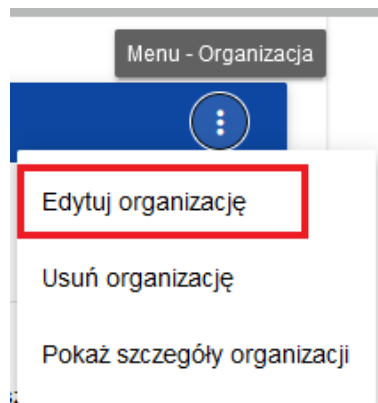 Menu - Organizacja
Edytuj organizację
Usuń organizację
Pokaż szczegóły organizacji